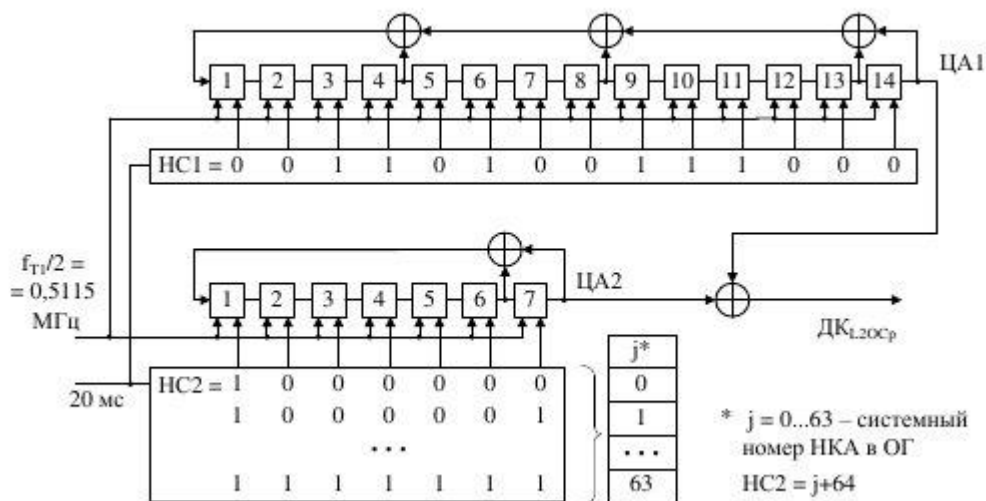 ЦА1
1 2 3 4 5 6 7 8 9 10 11 12 13 14
НС1 = 0 0 1 1 0 1 0 0 1 1 1 0 0 0
f_T1/2 =
= 0,5115
МГц
1 2 3 4 5 6 7
ЦА2
ДК_L2OCp
20 мс
НС2 = 1 0 0 0 0 0 0
1 0 0 0 0 0 1
• • •
1 1 1 1 1 1 1
j*
0
1
• • •
63
* j = 0...63 – системный
номер НКА в ОГ
НС2 = j+64